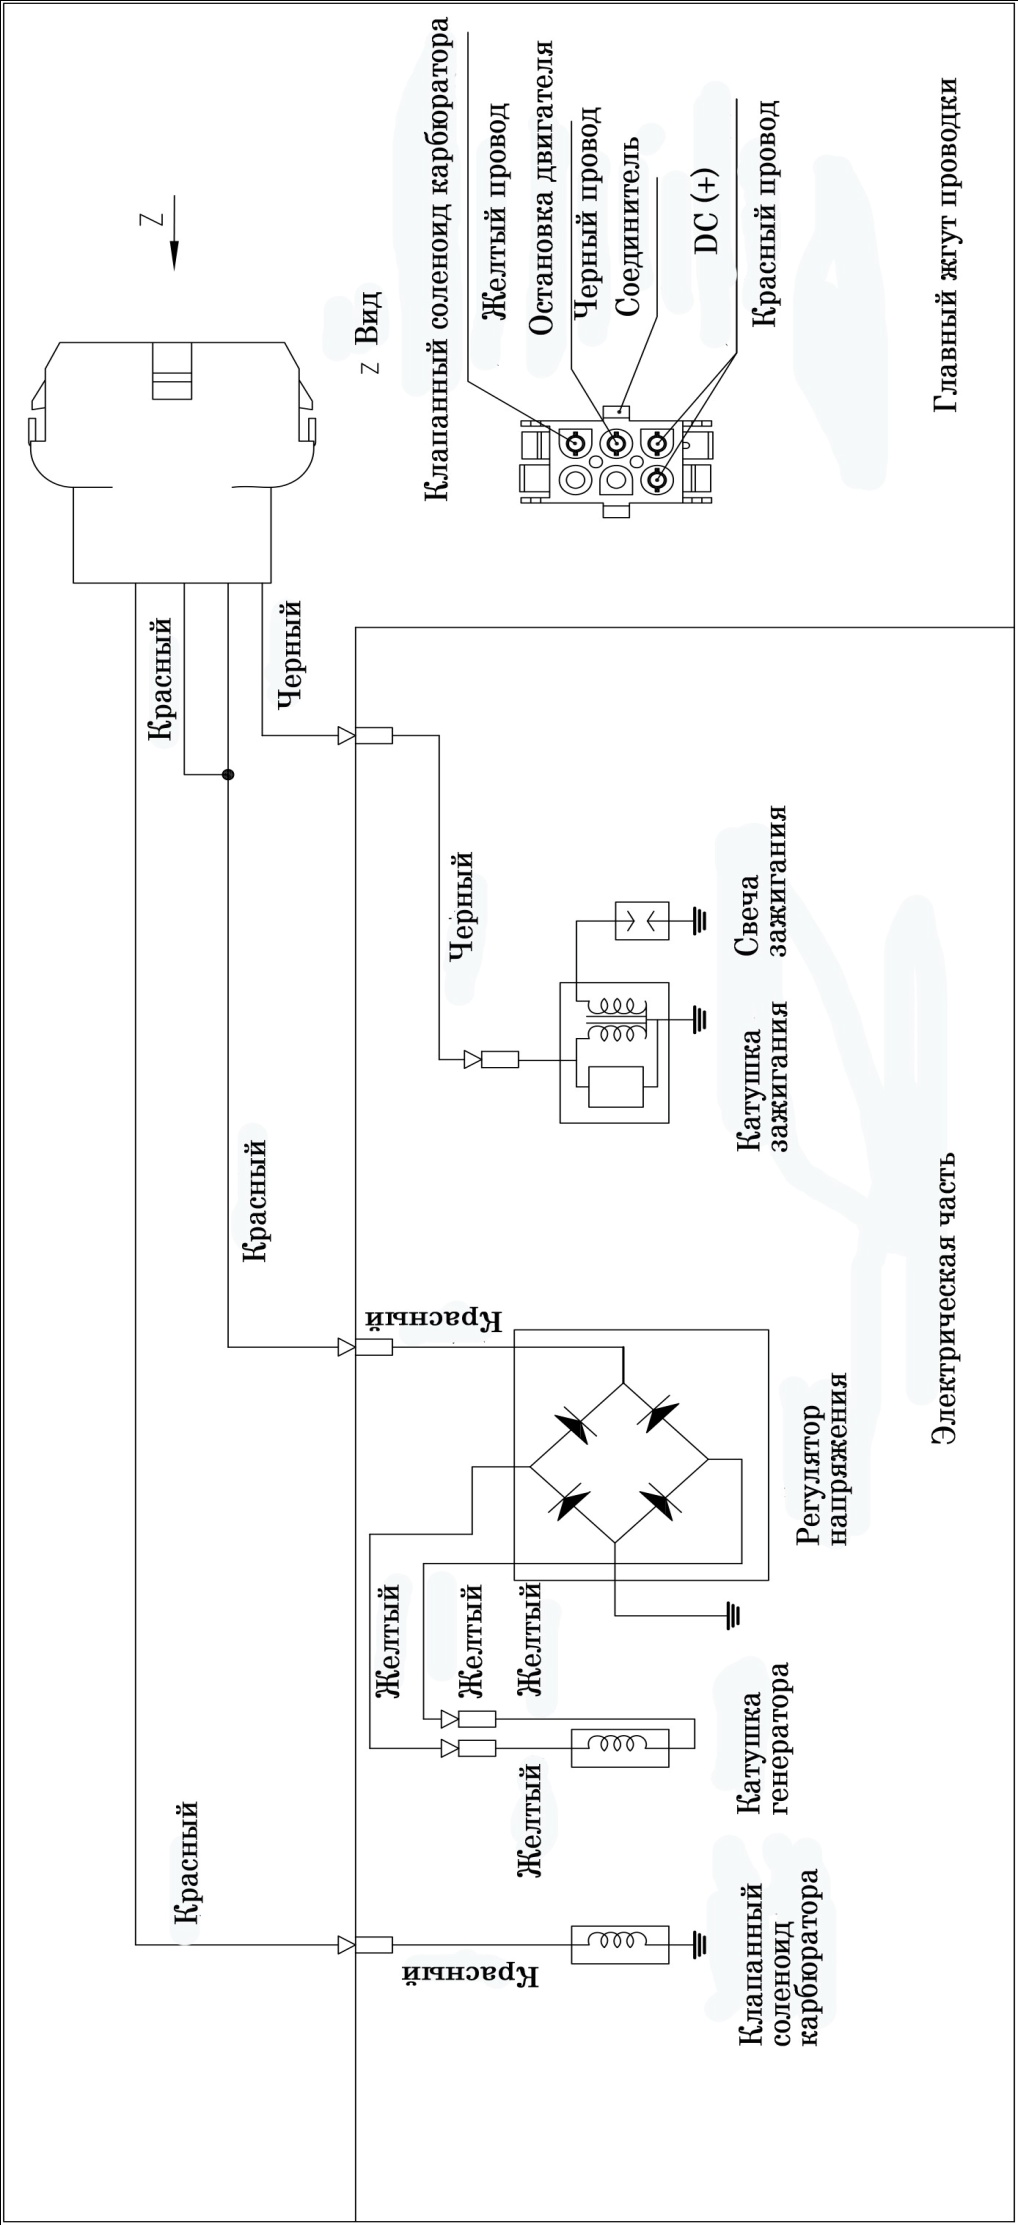 Z
Z Вид
Клапанный соленоид карбюратора
Желтый провод
Остановка двигателя
Черный провод
Соединитель
DC (+)
Красный провод
Главный жгут проводки
Красный
Черный
Черный
Свеча
зажигания
Катушка
зажигания
Красный
Красный
Регулятор
напряжения
Электрическая часть
Желтый
Желтый
Желтый
Желтый
Катушка
генератора
Красный
Красный
Клапанный
соленоид
карбюратора